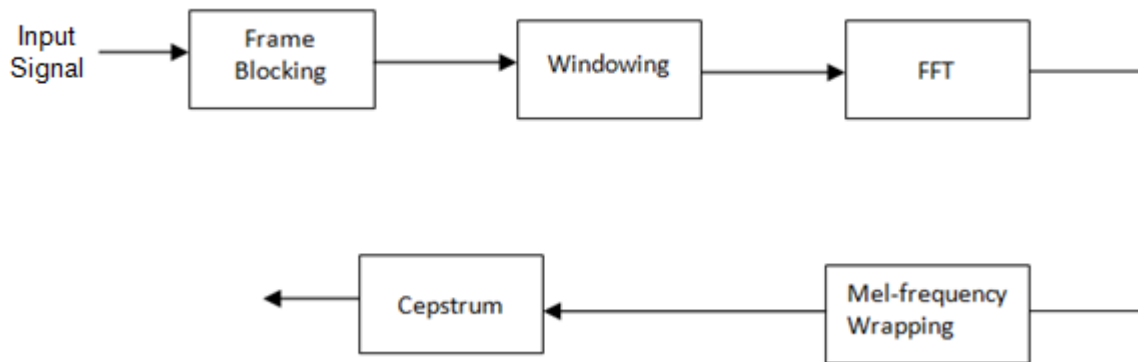 Input
Signal
Frame
Blocking
Windowing
FFT
Cepstrum
Mel-frequency
Wrapping